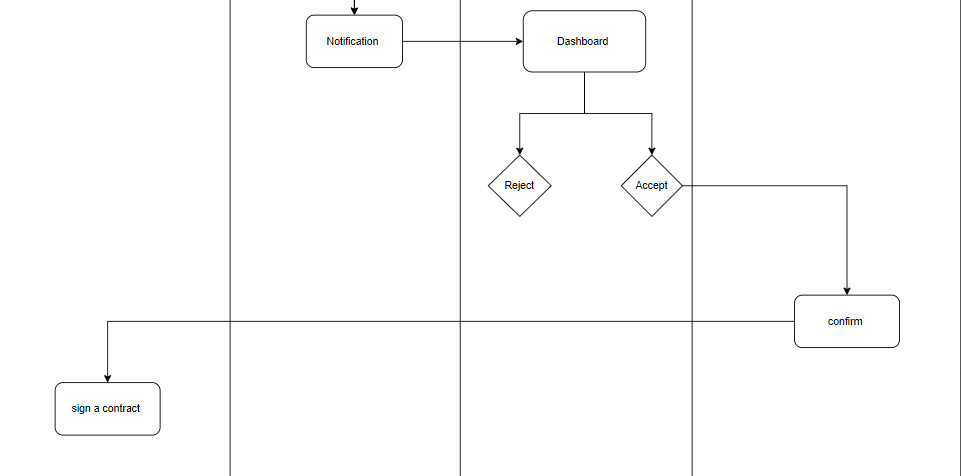 Notification
Dashboard
Reject
Accept
confirm
sign a contract